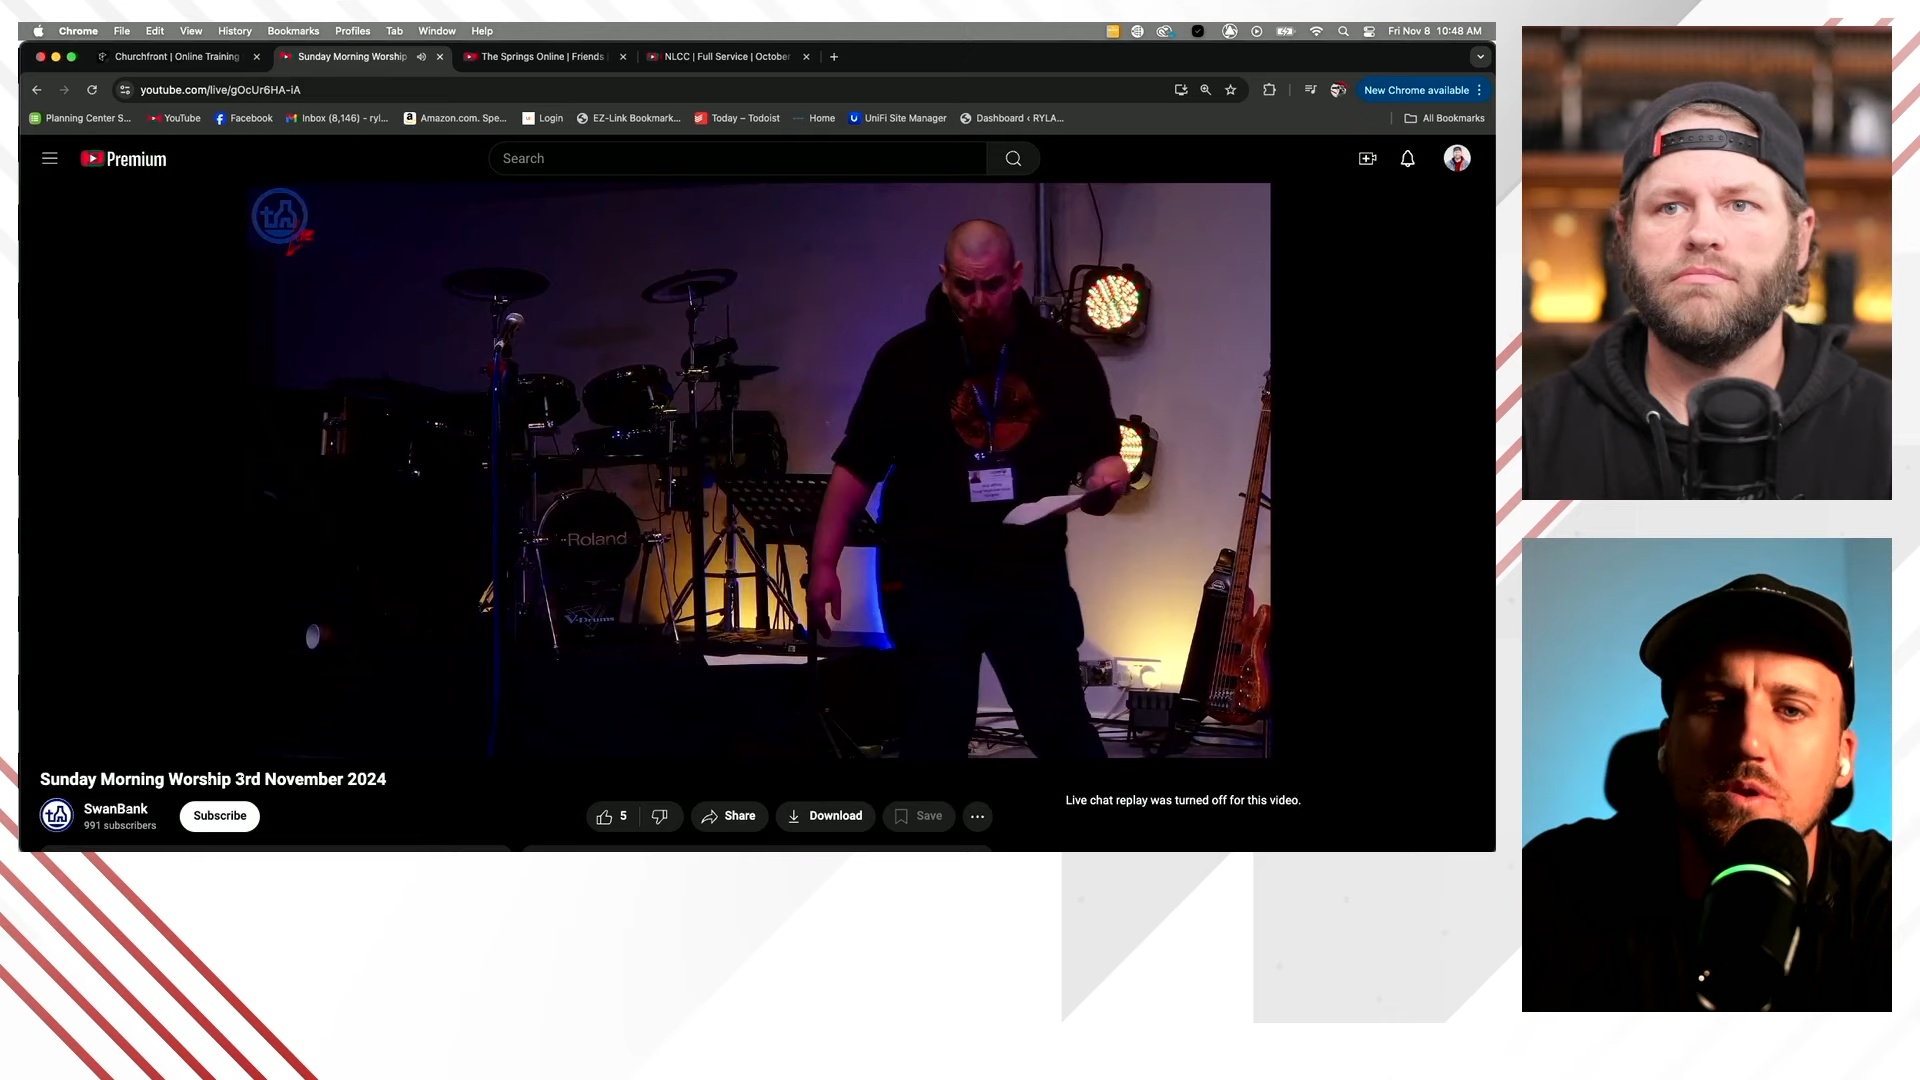 Chrome File Edit View History Bookmarks Profiles Tab Window Help Fri Nov 8 10:48 AM
Churchfront | Online Training Sunday Morning Worship The Springs Online | Friends NLCC | Full Service | October
youtube.com/live/gOcUr6HA-iA New Chrome available
Planning Center S... YouTube Facebook Inbox (8,146) - ryl... Amazon.com. Spe... Login EZ-Link Bookmark... Today – Todoist Home UniFi Site Manager Dashboard ‹ RYLA... All Bookmarks
Premium Search
Roland
V-Drums
Sunday Morning Worship 3rd November 2024
SwanBank
991 subscribers
Subscribe
5 Share Download Save
Live chat replay was turned off for this video.